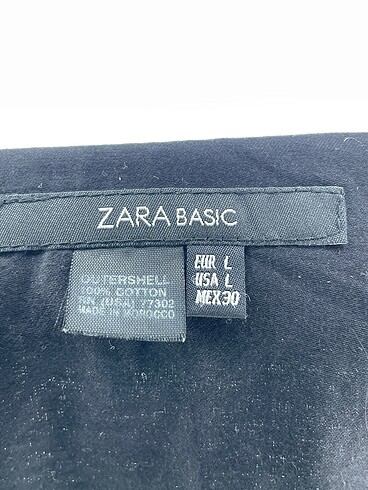 ZARA BASIC
OUTERSHELL
100% COTTON
RN (USA) 77302
MADE IN MOROCCO
EUR L
USA L
MEX 30